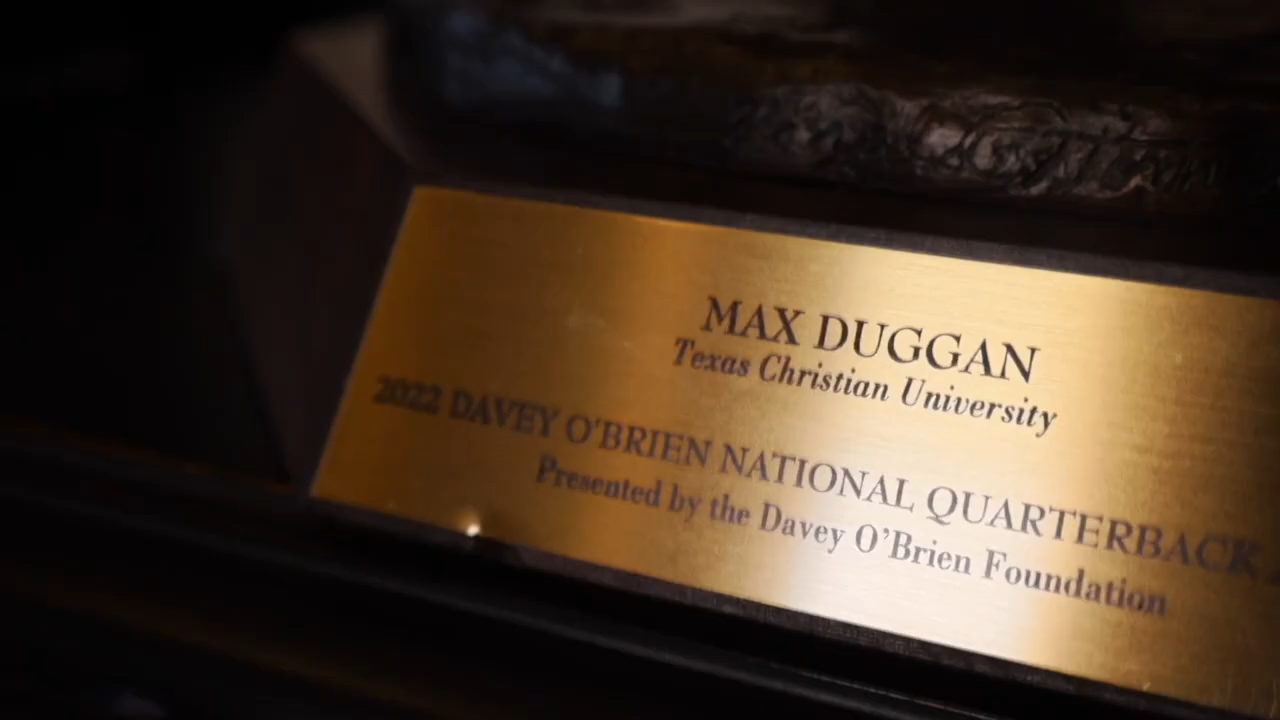 MAX DUGGAN
Texas Christian University
2022 DAVEY O'BRIEN NATIONAL QUARTERBACK
Presented by the Davey O'Brien Foundation